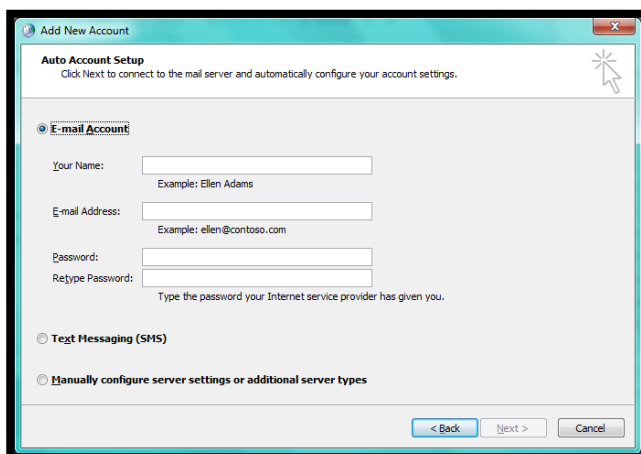 Add New Account
Auto Account Setup
Click Next to connect to the mail server and automatically configure your account settings.
E-mail Account
Your Name:
Example: Ellen Adams
E-mail Address:
Example: ellen@contoso.com
Password:
Retype Password:
Type the password your Internet service provider has given you.
Text Messaging (SMS)
Manually configure server settings or additional server types
< Back Next > Cancel